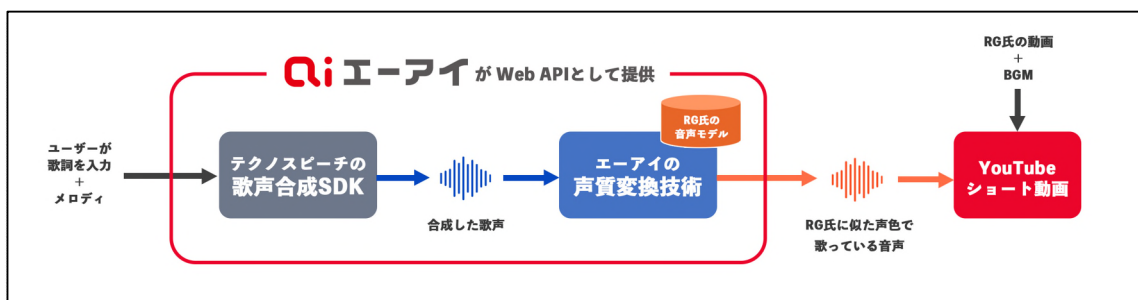 Ai エーアイ が Web APIとして提供
ユーザーが
歌詞を入力
+
メロディ
テクノスピーチの
歌声合成SDK
合成した歌声
エーアイの
声質変換技術
RG氏の
音声モデル
RG氏に似た声色で
歌っている音声
RG氏の動画
+
BGM
YouTube
ショート動画